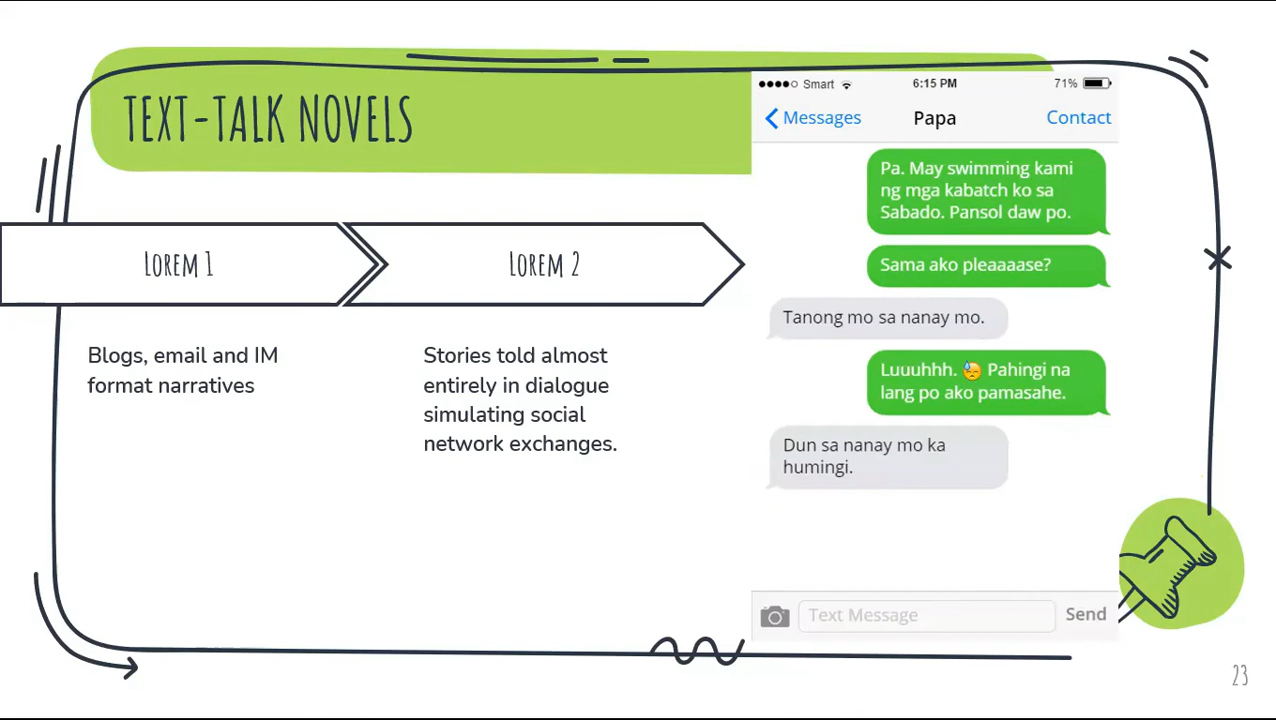 TEXT-TALK NOVELS
Lorem 1
Lorem 2
Blogs, email and IM
format narratives
Stories told almost
entirely in dialogue
simulating social
network exchanges.
Smart
6:15 PM
71%
Messages
Papa
Contact
Pa. May swimming kami
ng mga kabatch ko sa
Sabado. Pansol daw po.
Sama ako pleaaaase?
Tanong mo sa nanay mo.
Luuuhhh. 😓 Pahingi na
lang po ako pamasahe.
Dun sa nanay mo ka
humingi.
Text Message
Send
23